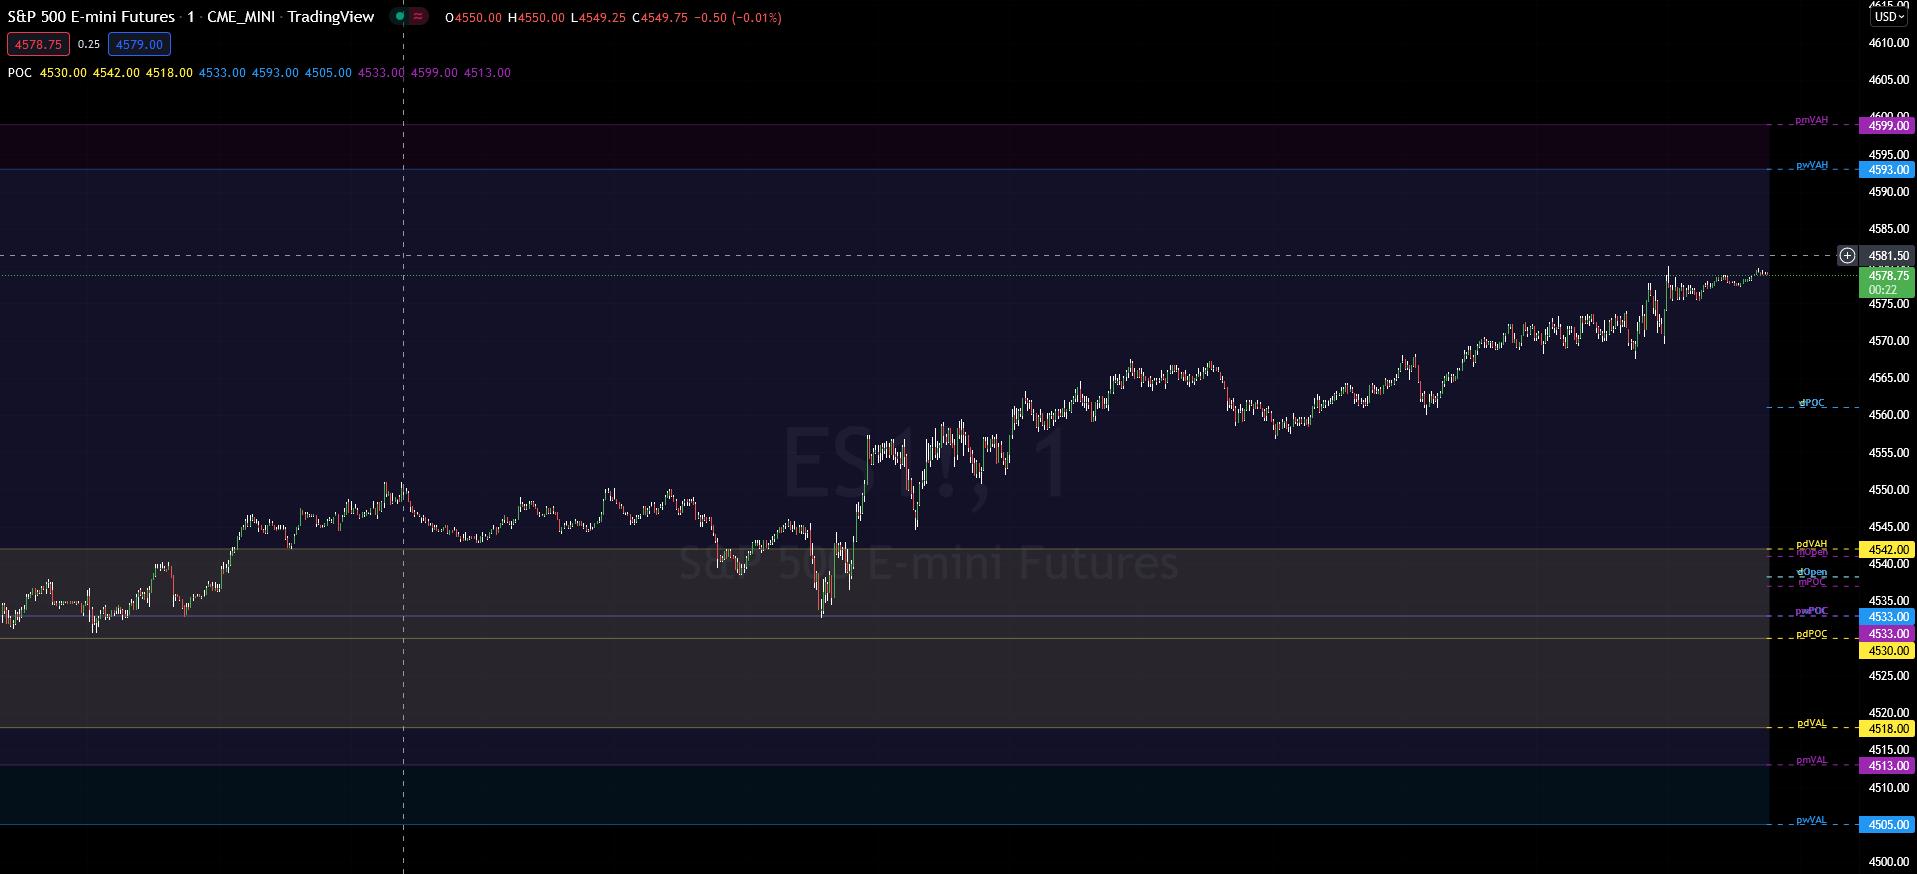 S&P 500 E-mini Futures · 1 · CME_MINI · TradingView O4550.00 H4550.00 L4549.25 C4549.75 −0.50 (−0.01%)
4578.75 0.25 4579.00
POC 4530.00 4542.00 4518.00 4533.00 4593.00 4505.00 4533.00 4599.00 4513.00
4615.00
USD
4610.00
4605.00
4600.00
pmVAH 4599.00
4595.00
pwVAH 4593.00
4590.00
4585.00
4581.50
4578.75
00:22
4575.00
4570.00
4565.00
dPOC
4560.00
4555.00
ES1!, 1
4550.00
4545.00
pdVAH 4542.00
mOpen
S&P 500 E-mini Futures
4540.00
dOpen
mPOC
4535.00
pwPOC 4533.00
4533.00
pdPOC 4530.00
4525.00
4520.00
pdVAL 4518.00
4515.00
pmVAL 4513.00
4510.00
pwVAL 4505.00
4500.00